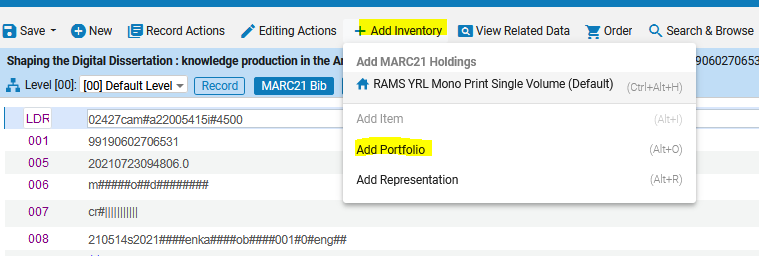 Save New Record Actions Editing Actions + Add Inventory View Related Data Order Search & Browse
Shaping the Digital Dissertation : knowledge production in the Ar
9060270653
Level [00]: [00] Default Level Record MARC21 Bib
Add MARC21 Holdings
RAMS YRL Mono Print Single Volume (Default) (Ctrl+Alt+H)
Add Item (Alt+I)
Add Portfolio (Alt+O)
Add Representation (Alt+R)
LDR 02427cam#a22005415i#4500
001 99190602706531
005 20210723094806.0
006 m#####o##d########
007 cr#|||||||||||
008 210514s2021####enka####ob####001#0#eng##